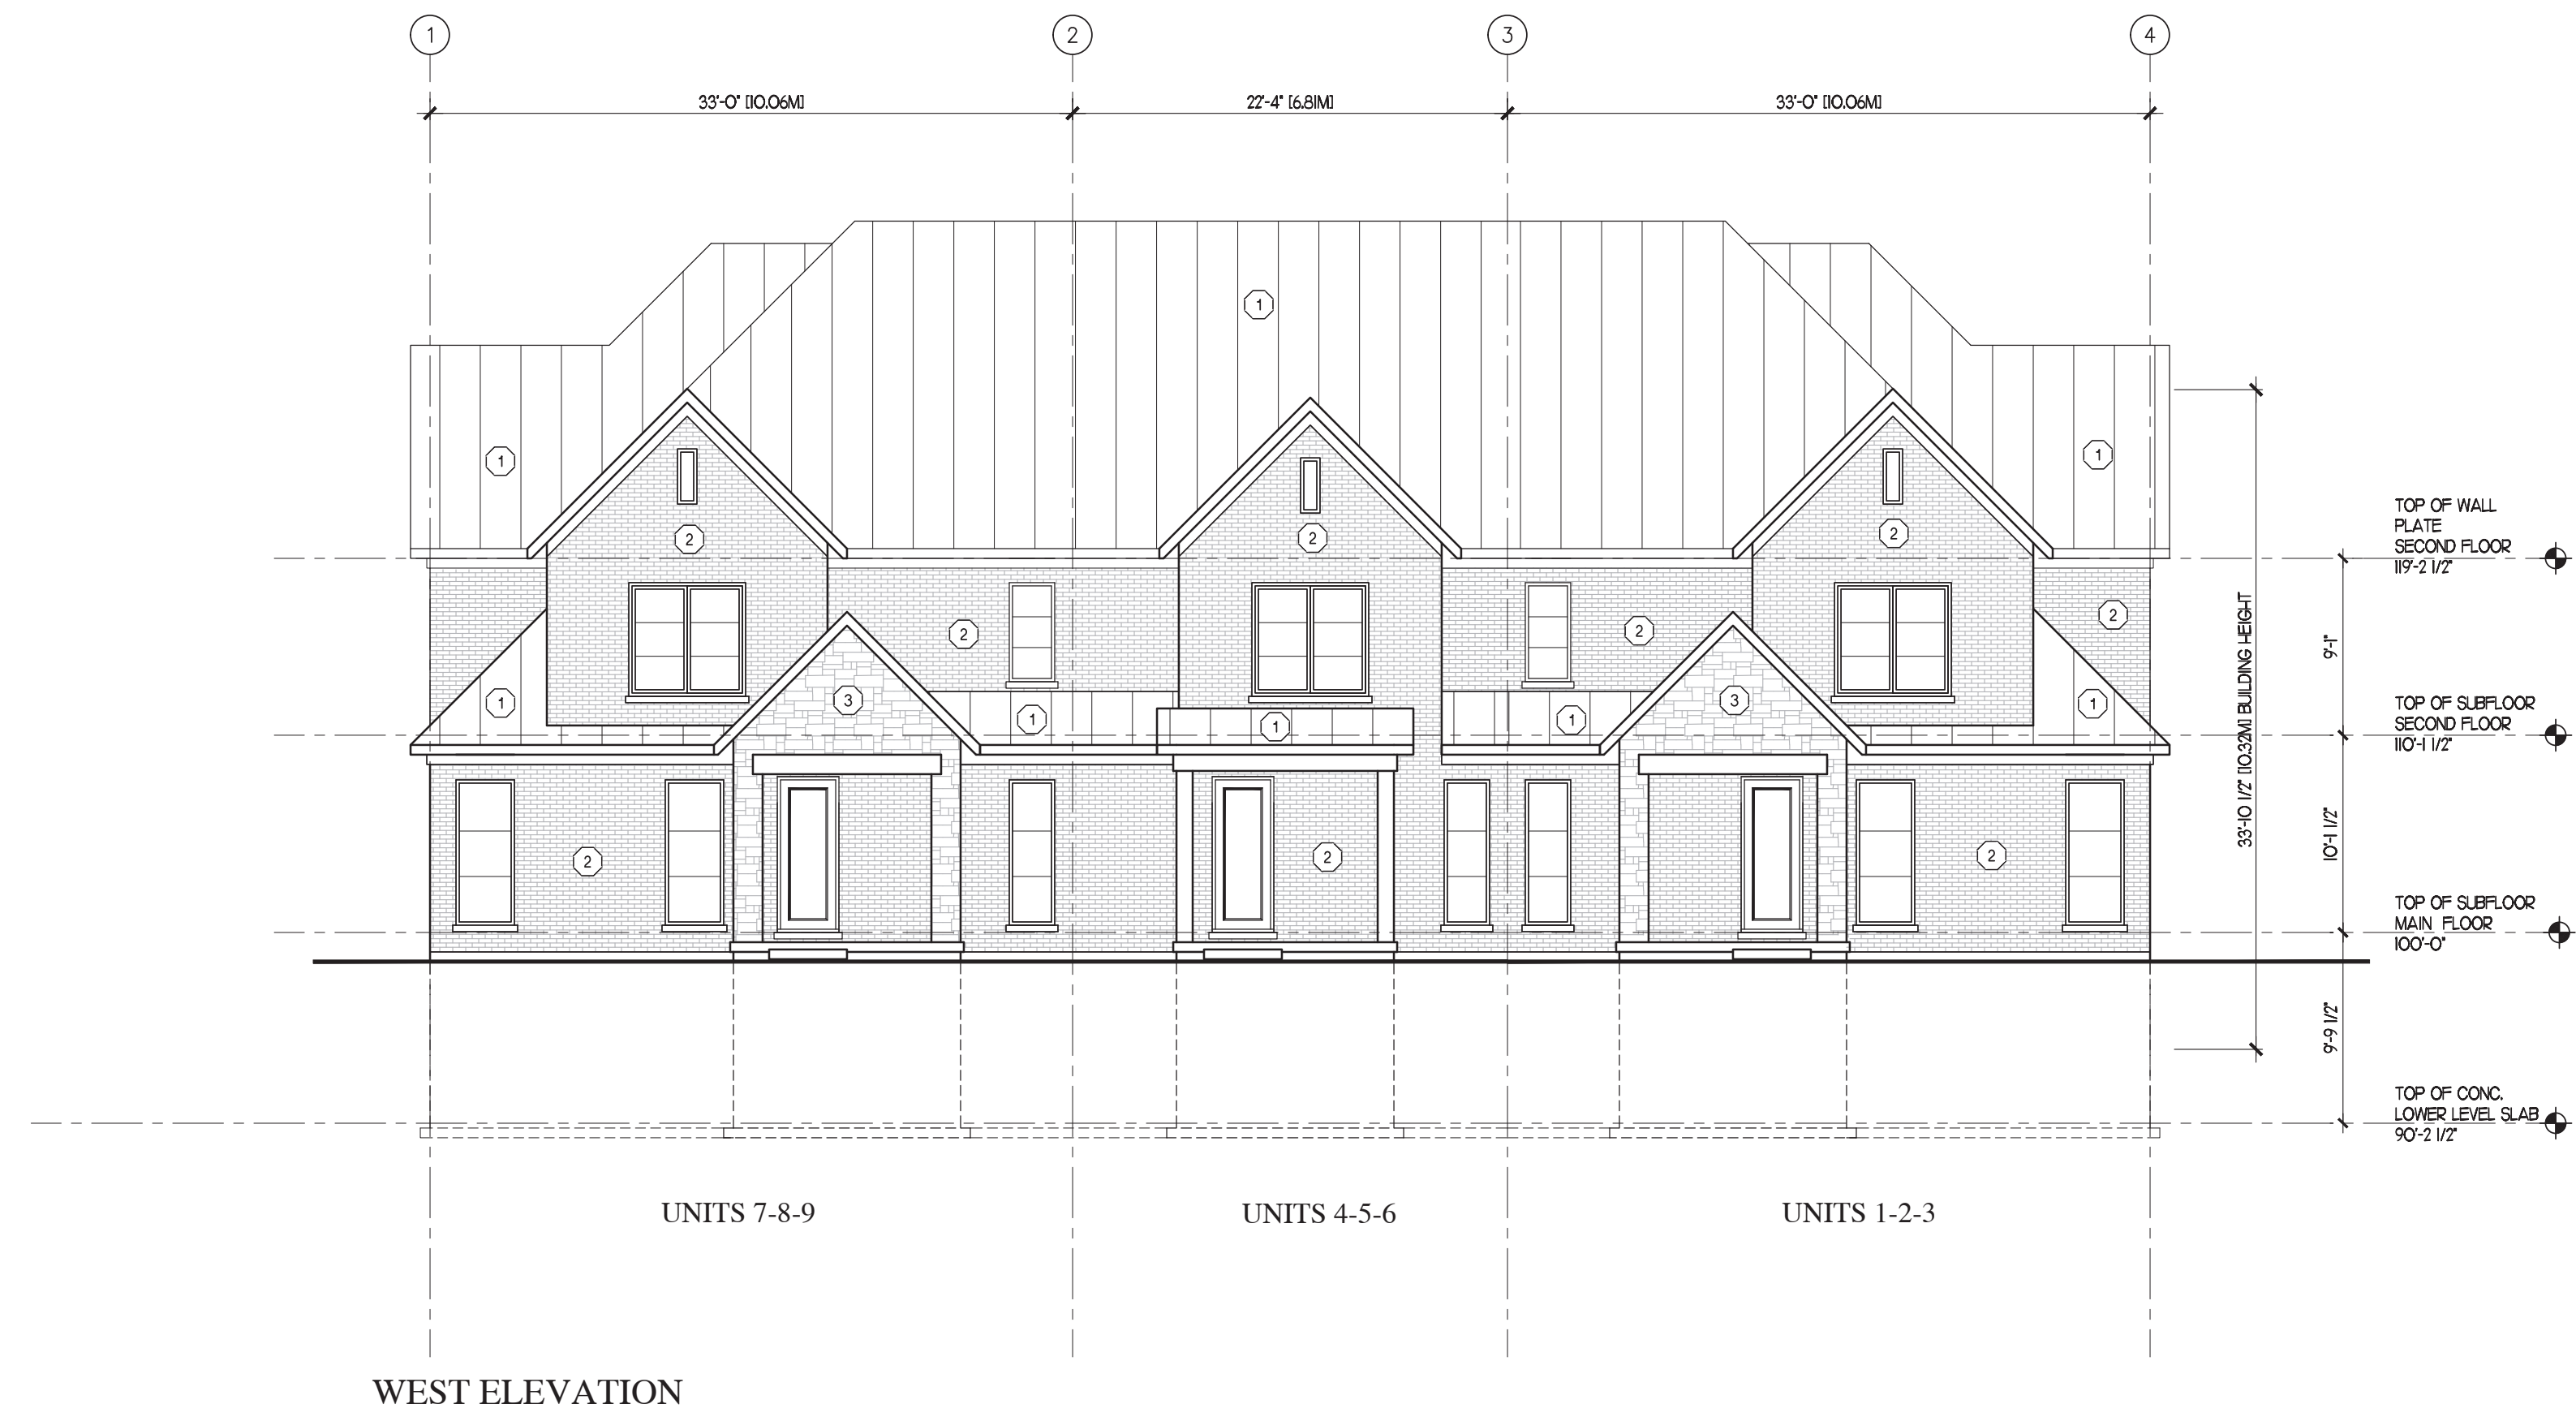 1 2 3 4
33'-0" [10.06M] 22'-4" [6.81M] 33'-0" [10.06M]
1
1 1
2 2 2
TOP OF WALL
PLATE
SECOND FLOOR
119'-2 1/2"
9'-1"
2 2 2
1 3 1 1 1 3 1
TOP OF SUBFLOOR
SECOND FLOOR
110'-1 1/2"
33'-10 1/2" [10.32M] BUILDING HEIGHT
10'-1 1/2"
2 2 2
TOP OF SUBFLOOR
MAIN FLOOR
100'-0"
9'-9 1/2"
TOP OF CONC.
LOWER LEVEL SLAB
90'-2 1/2"
UNITS 7-8-9 UNITS 4-5-6 UNITS 1-2-3
WEST ELEVATION